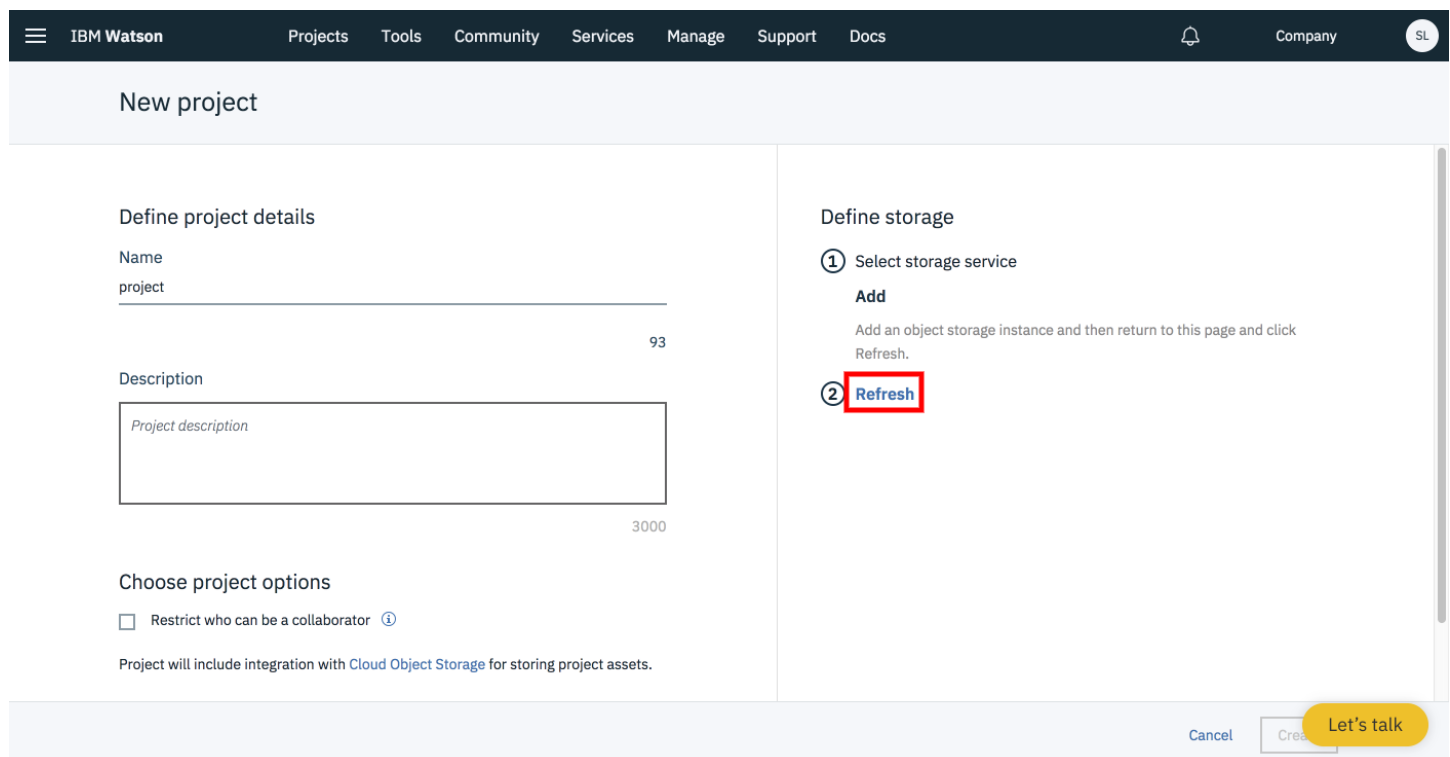 IBM Watson Projects Tools Community Services Manage Support Docs Company SL
New project
Define project details
Name
project
93
Description
Project description
3000
Choose project options
Restrict who can be a collaborator
Project will include integration with Cloud Object Storage for storing project assets.
Define storage
1 Select storage service
Add
Add an object storage instance and then return to this page and click
Refresh.
2 Refresh
Cancel
Let's talk